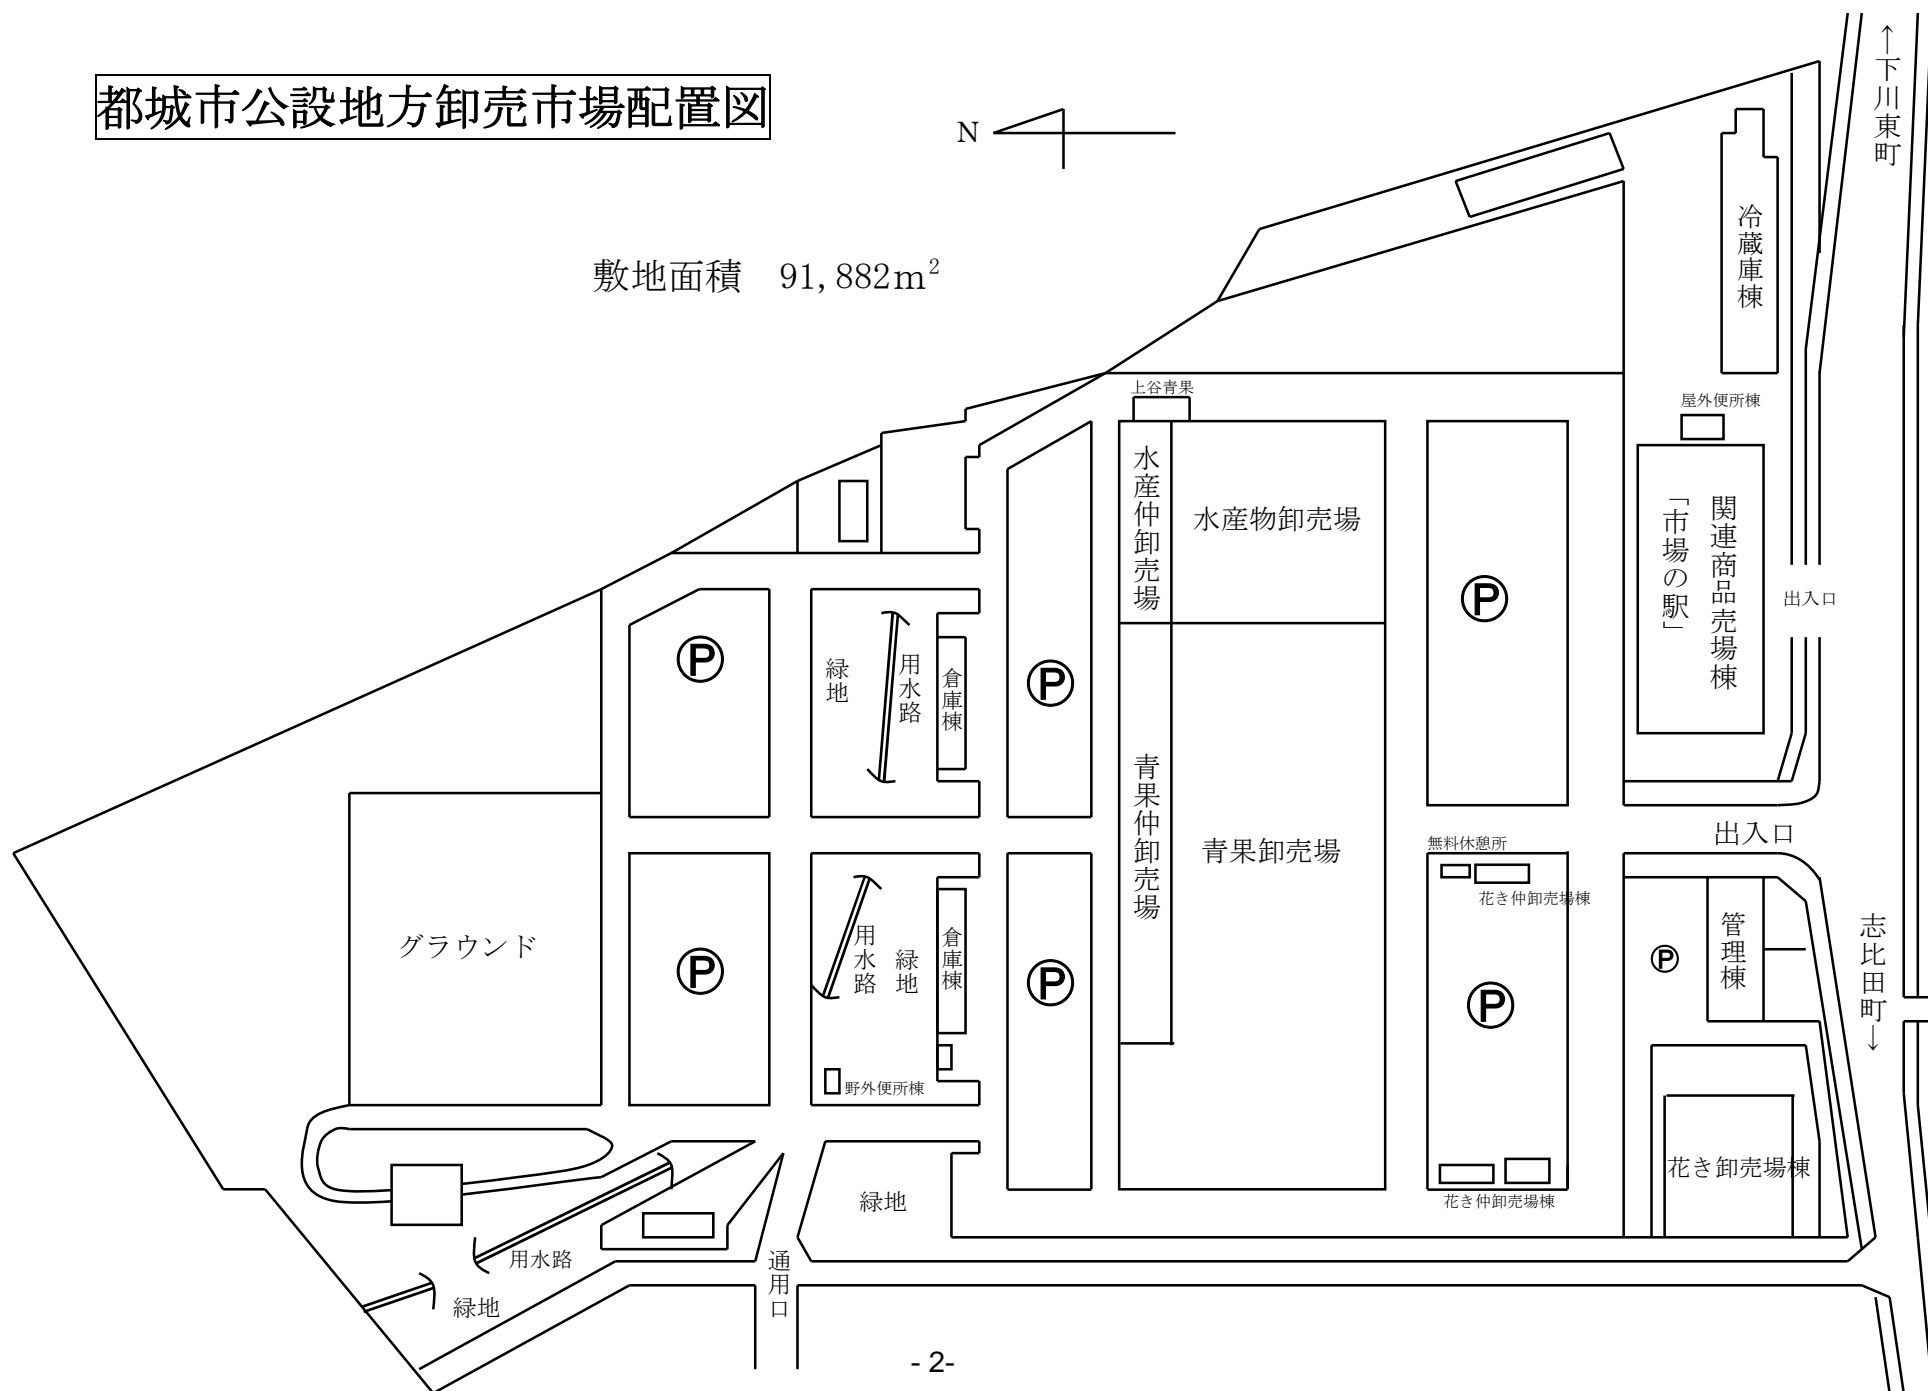 都城市公設地方卸売市場配置図
N
敷地面積　91,882m²
←下川東町
冷蔵庫棟
上谷青果
屋外便所棟
水産仲卸売場
水産物卸売場
Ⓟ
関連商品売場棟
「市場の駅」
出入口
Ⓟ
緑地
用水路
倉庫棟
Ⓟ
青果仲卸売場
青果卸売場
出入口
無料休憩所
花き仲卸売場棟
グラウンド
Ⓟ
用水路
緑地
倉庫棟
Ⓟ
Ⓟ
Ⓟ
管理棟
志比田町→
野外便所棟
花き卸売場棟
緑地
花き仲卸売場棟
用水路
通用口
緑地
- 2-